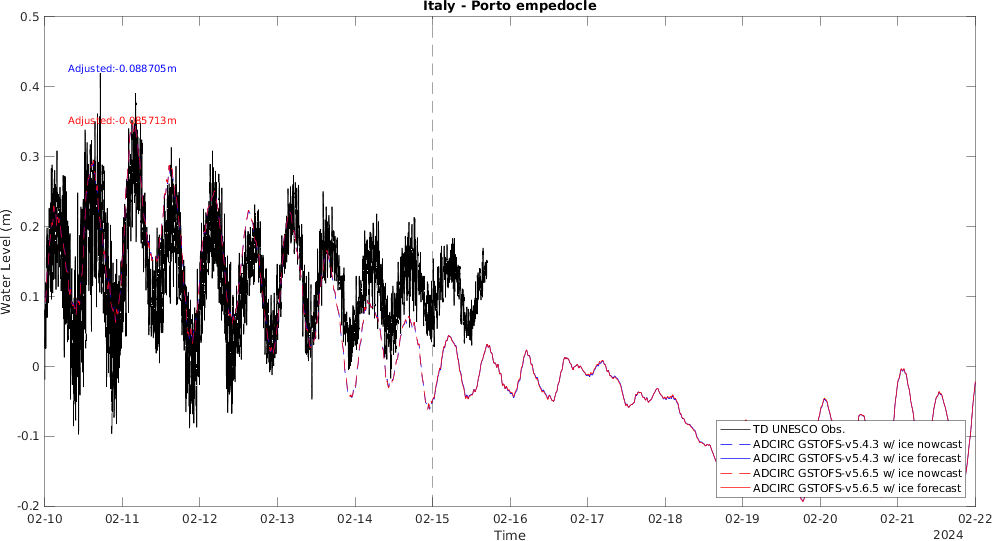 Italy - Porto empedocle
0.5
0.4
0.3
0.2
0.1
0
-0.1
-0.2
Water Level (m)
Adjusted:-0.088705m
Adjusted:-0.085713m
TD UNESCO Obs.
ADCIRC GSTOFS-v5.4.3 w/ ice nowcast
ADCIRC GSTOFS-v5.4.3 w/ ice forecast
ADCIRC GSTOFS-v5.6.5 w/ ice nowcast
ADCIRC GSTOFS-v5.6.5 w/ ice forecast
02-10 02-11 02-12 02-13 02-14 02-15 02-16 02-17 02-18 02-19 02-20 02-21 02-22
Time
2024